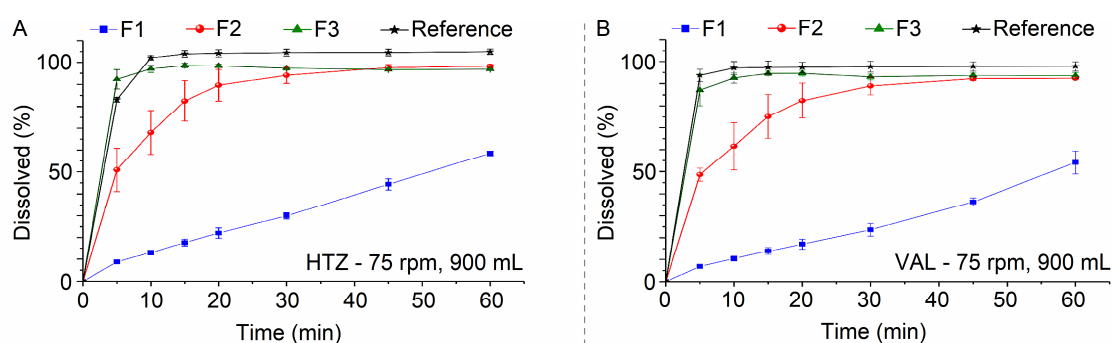 A
F1 F2 F3 Reference
100
50
0
Dissolved (%)
HTZ - 75 rpm, 900 mL
0 10 20 30 40 50 60
Time (min)
B
F1 F2 F3 Reference
100
50
0
Dissolved (%)
VAL - 75 rpm, 900 mL
0 10 20 30 40 50 60
Time (min)